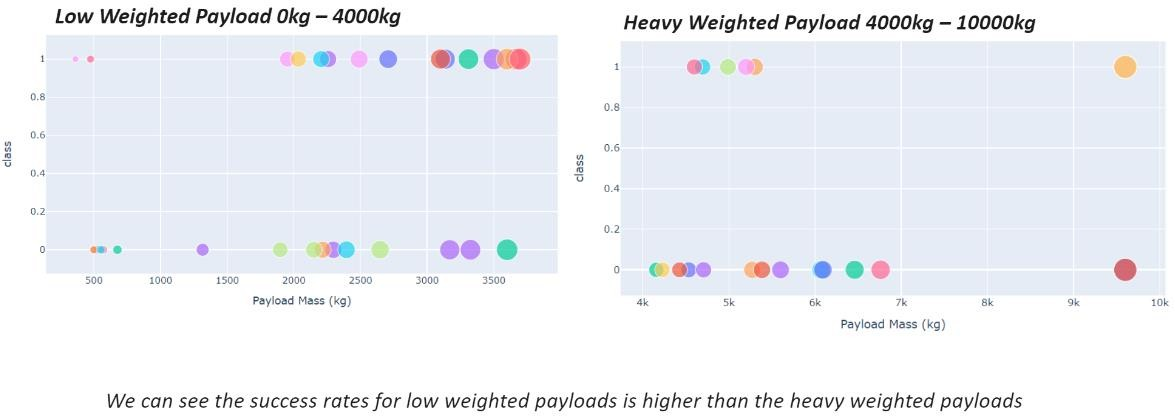 Low Weighted Payload 0kg – 4000kg
Heavy Weighted Payload 4000kg – 10000kg
1
0.8
0.6
0.4
0.2
0
class
500
1000
1500
2000
2500
3000
3500
Payload Mass (kg)
1
0.8
0.6
0.4
0.2
0
class
4k
5k
6k
7k
8k
9k
10k
Payload Mass (kg)
We can see the success rates for low weighted payloads is higher than the heavy weighted payloads